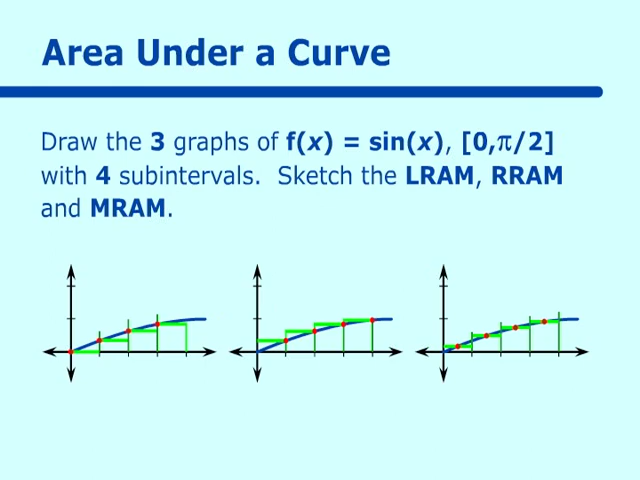 Area Under a Curve
Draw the 3 graphs of f(x) = sin(x), [0,π/2]
with 4 subintervals.  Sketch the LRAM, RRAM
and MRAM.